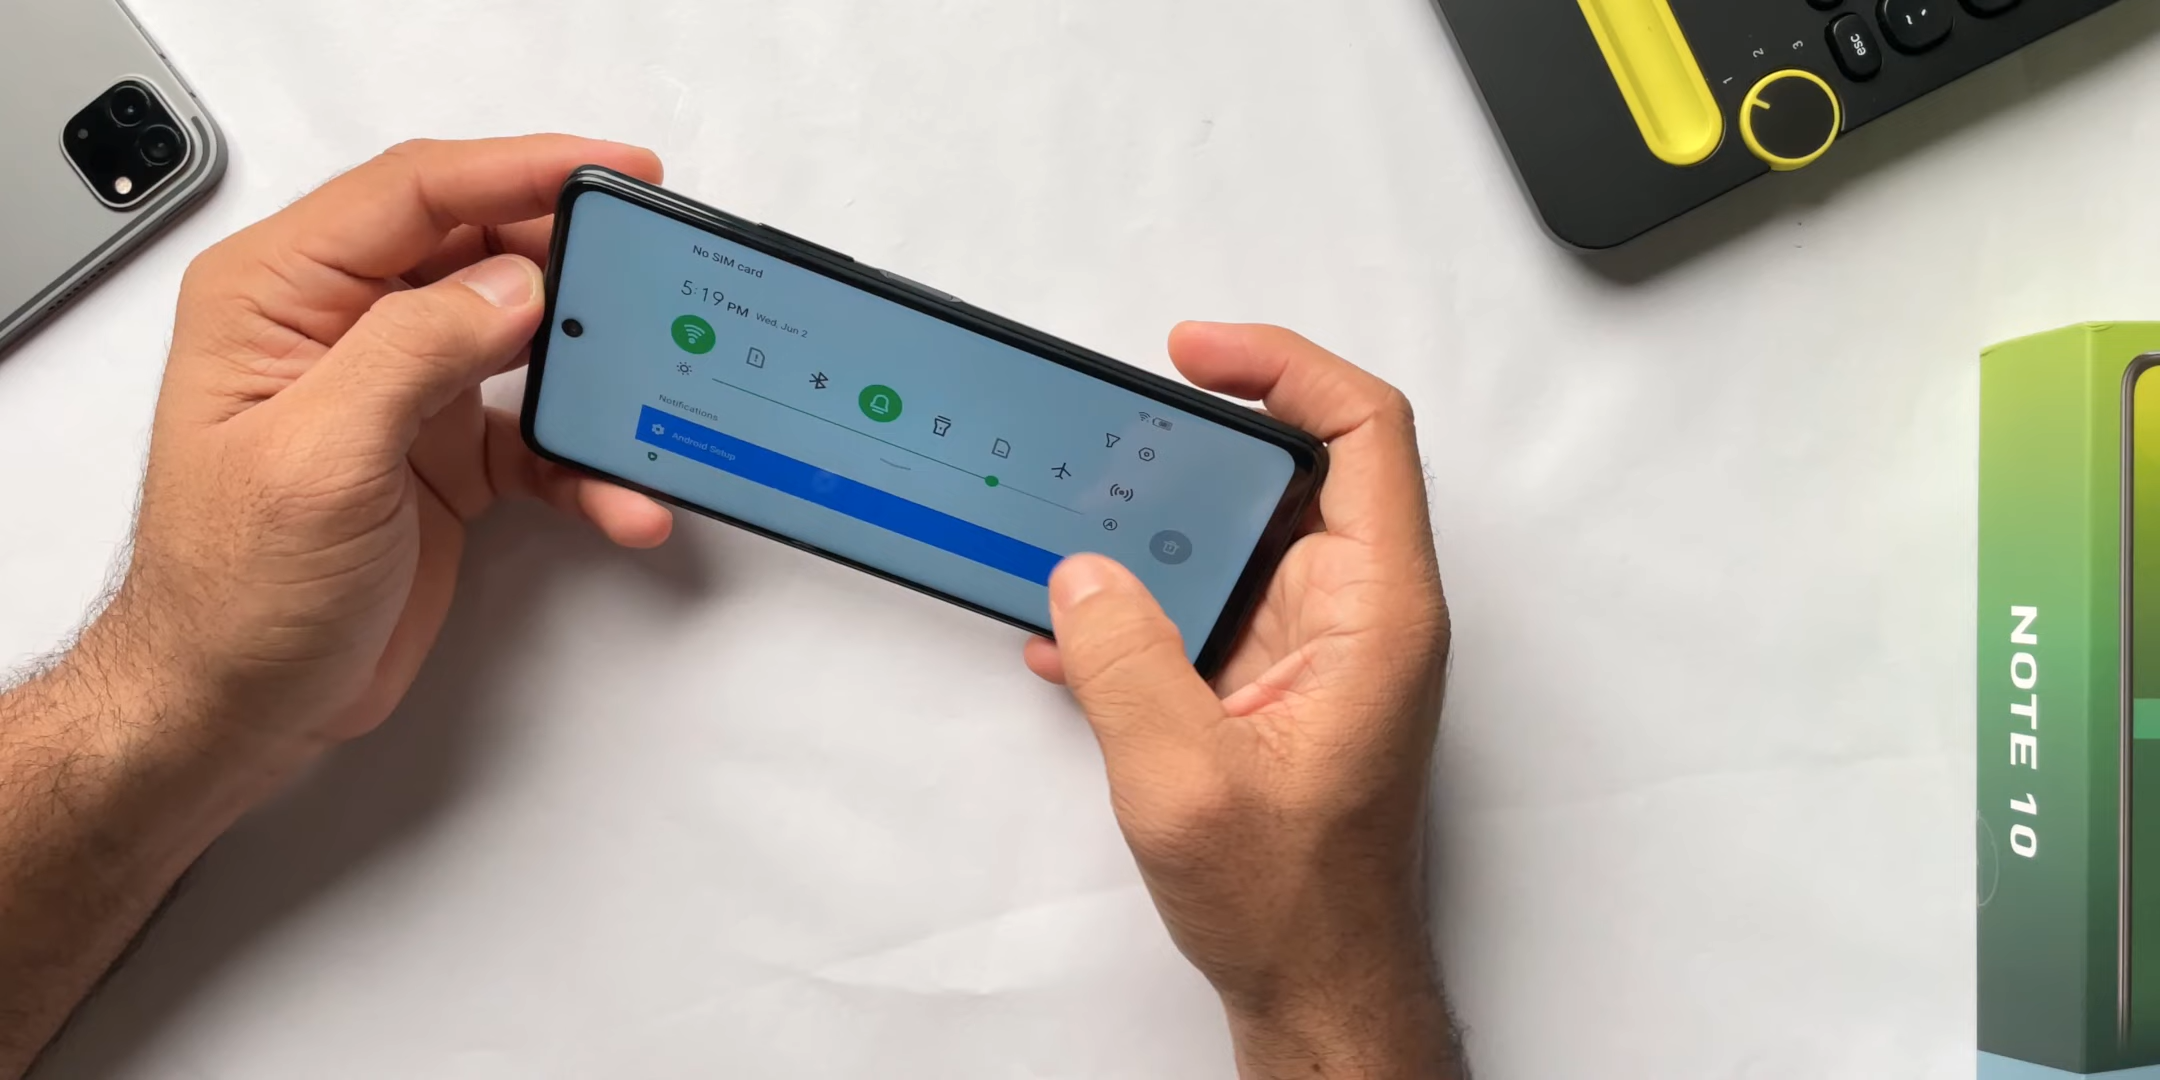 No SIM card
5:19 PM Wed, Jun 2
Notifications
Android Setup
1
2
3
esc
~ `
NOTE 10